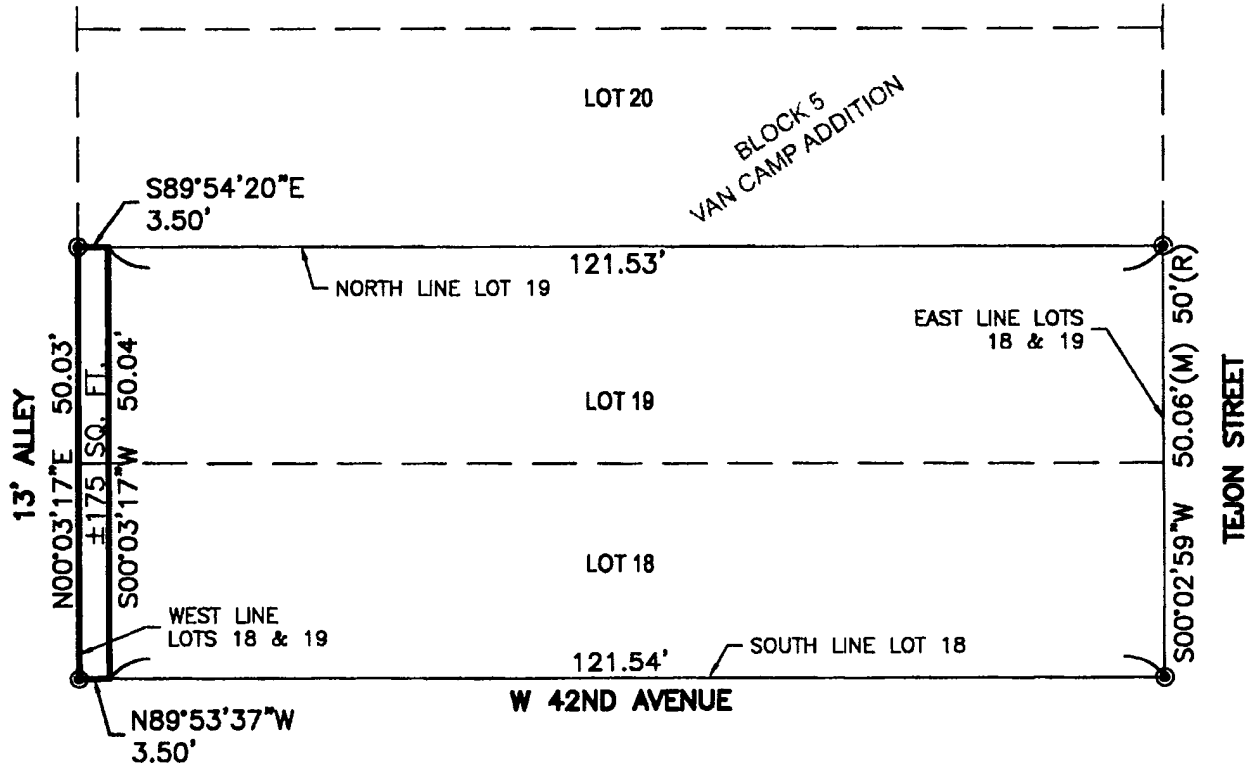 LOT 20
BLOCK 5
VAN CAMP ADDITION
S89°54'20"E
3.50'
121.53'
NORTH LINE LOT 19
EAST LINE LOTS
18 & 19
13' ALLEY
N00°03'17"E 50.03'
±175 SQ. FT.
S00°03'17"W 50.04'
LOT 19
S00°02'59"W 50.06'(M) 50'(R)
TEJON STREET
LOT 18
WEST LINE
LOTS 18 & 19
121.54'
SOUTH LINE LOT 18
W 42ND AVENUE
N89°53'37"W
3.50'